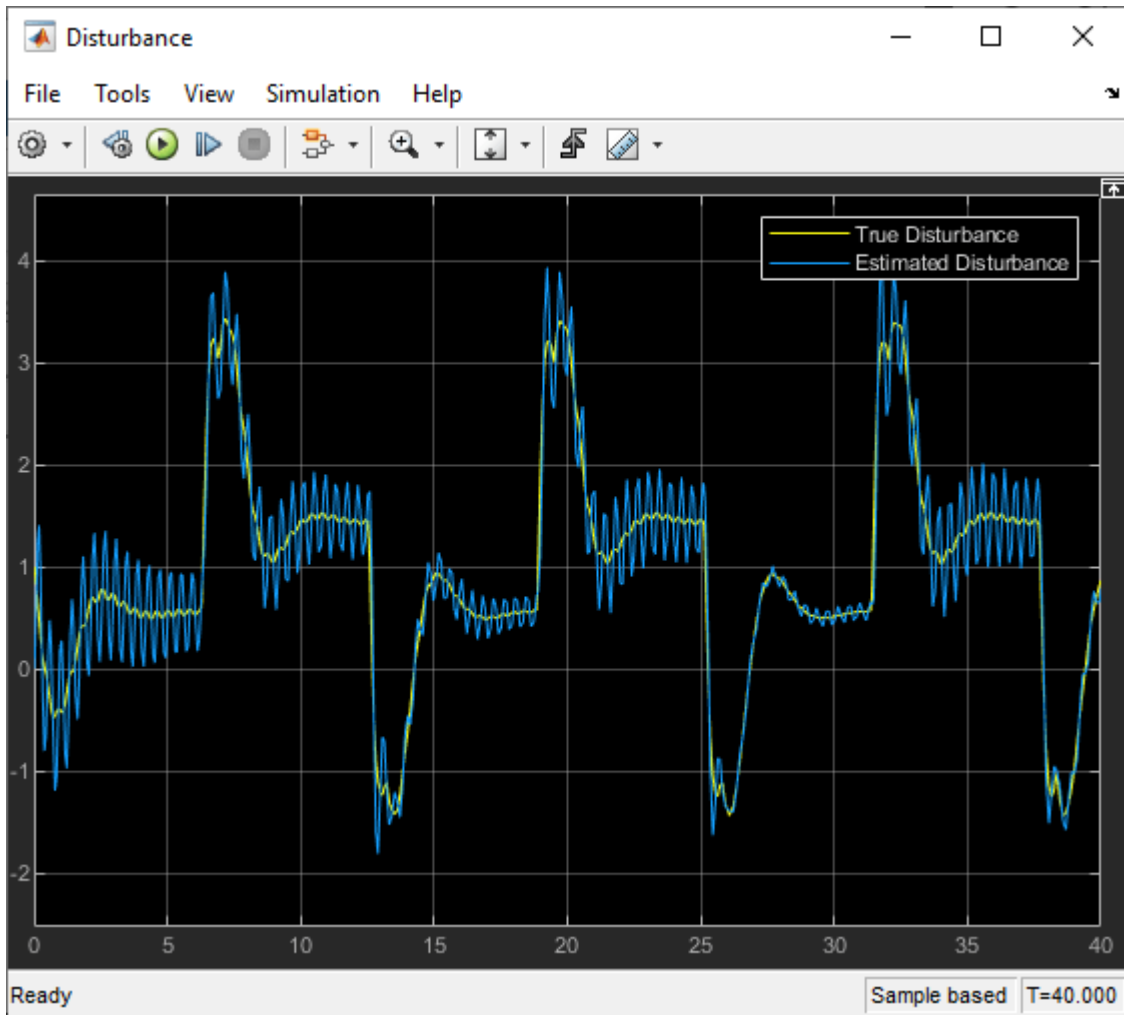 Disturbance
File Tools View Simulation Help
True Disturbance
Estimated Disturbance
4
3
2
1
0
-1
-2
0 5 10 15 20 25 30 35 40
Ready Sample based T=40.000